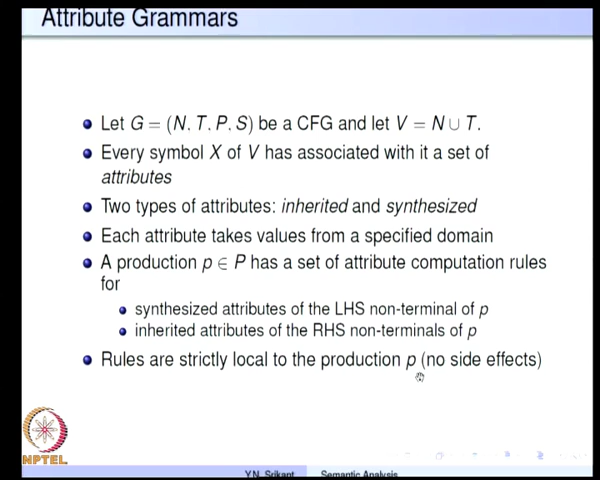 Attribute Grammars
Let G = (N, T, P, S) be a CFG and let V = N ∪ T.
Every symbol X of V has associated with it a set of
attributes
Two types of attributes: inherited and synthesized
Each attribute takes values from a specified domain
A production p ∈ P has a set of attribute computation rules
for
synthesized attributes of the LHS non-terminal of p
inherited attributes of the RHS non-terminals of p
Rules are strictly local to the production p (no side effects)
NPTEL
Y.N. Srikant Semantic Analysis